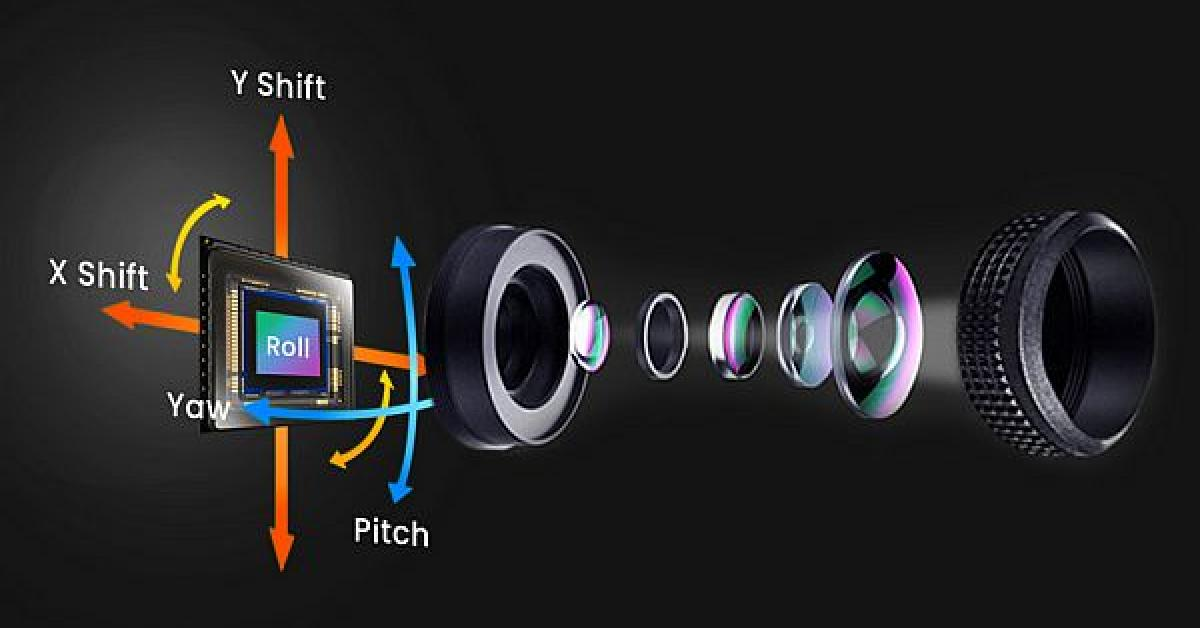 Y Shift
X Shift
Roll
Yaw
Pitch